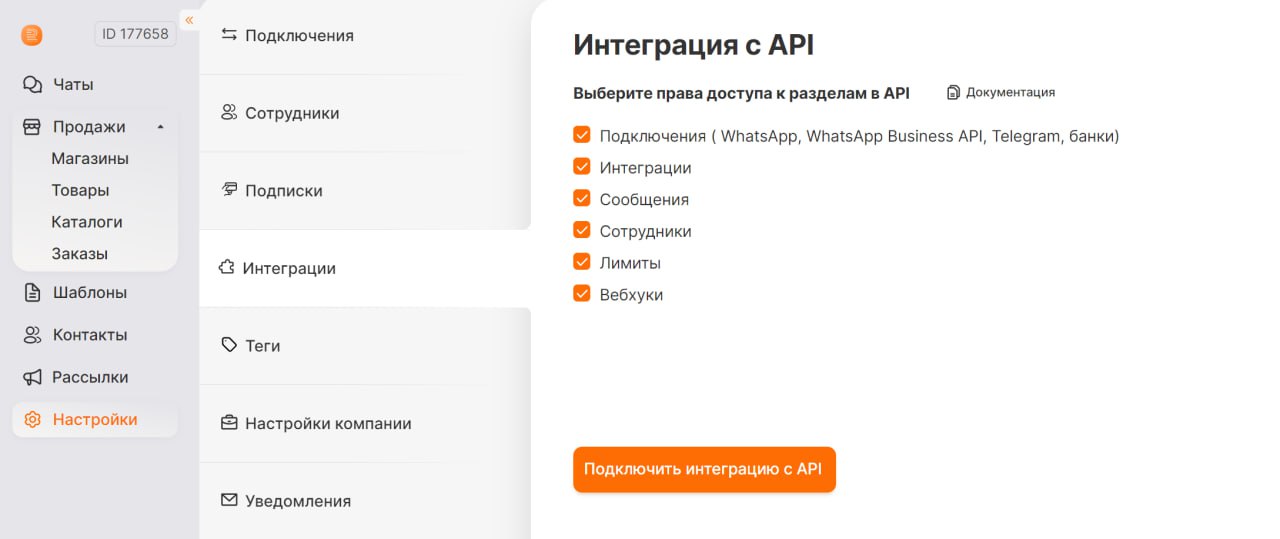 ID 177658
«
Чаты
Продажи
Магазины
Товары
Каталоги
Заказы
Шаблоны
Контакты
Рассылки
Настройки
Подключения
Сотрудники
Подписки
Интеграции
Теги
Настройки компании
Уведомления
Интеграция с API
Выберите права доступа к разделам в API
Документация
Подключения ( WhatsApp, WhatsApp Business API, Telegram, банки)
Интеграции
Сообщения
Сотрудники
Лимиты
Вебхуки
Подключить интеграцию с API